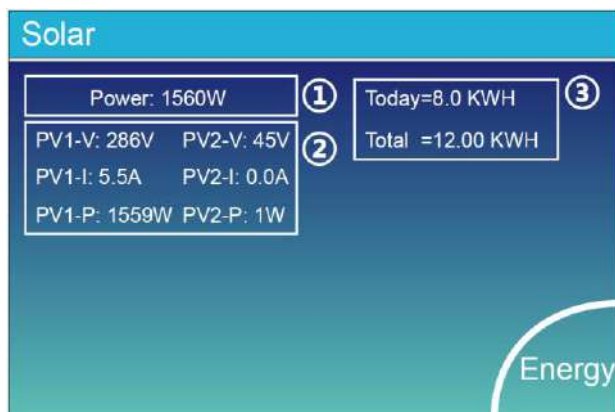 Solar
Power: 1560W
①
PV1-V: 286V PV2-V: 45V
②
PV1-I: 5.5A PV2-I: 0.0A
PV1-P: 1559W PV2-P: 1W
Today=8.0 KWH
③
Total =12.00 KWH
Energy